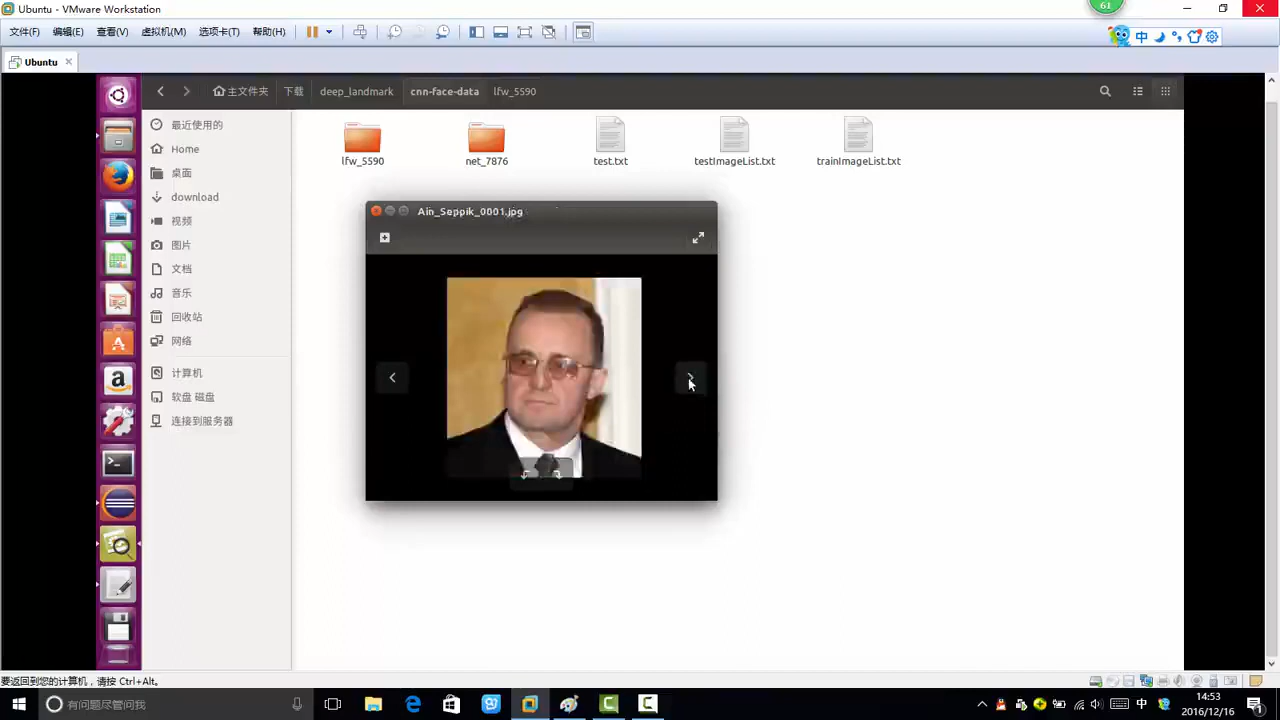 61
Ubuntu - VMware Workstation
文件(F) 编辑(E) 查看(V) 虚拟机(M) 选项卡(T) 帮助(H)
中
Ubuntu
主文件夹 下载 deep_landmark cnn-face-data lfw_5590
最近使用的
Home
桌面
download
视频
图片
文档
音乐
回收站
网络
计算机
软盘 磁盘
连接到服务器
lfw_5590 net_7876 test.txt testImageList.txt trainImageList.txt
Ain_Seppik_0001.jpg
要返回到您的计算机，请按 Ctrl+Alt。
有问题尽管问我
中
14:53
2016/12/16